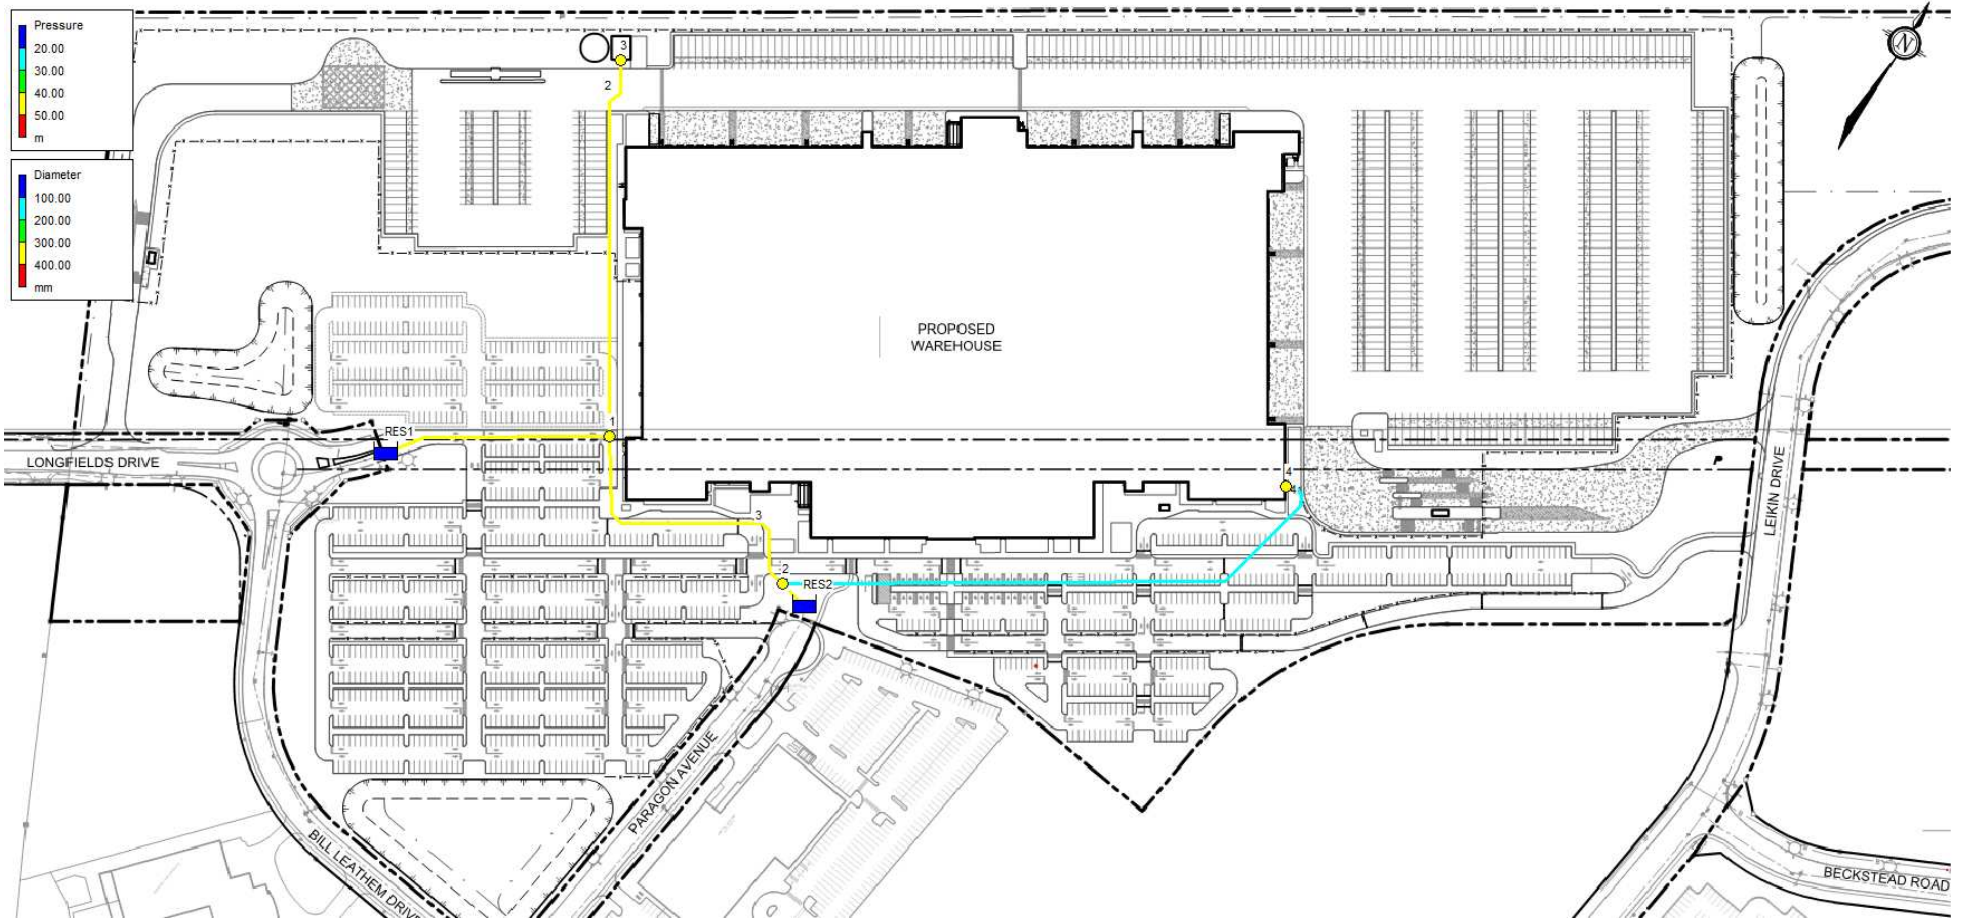 Pressure
20.00
30.00
40.00
50.00
m
Diameter
100.00
200.00
300.00
400.00
mm
3
2
N
PROPOSED
WAREHOUSE
RES1
1
LONGFIELDS DRIVE
4
4
P
LEIKIN DRIVE
3
2
RES2
PARAGON AVENUE
BILL LEATHEM DRIVE
BECKSTEAD ROAD